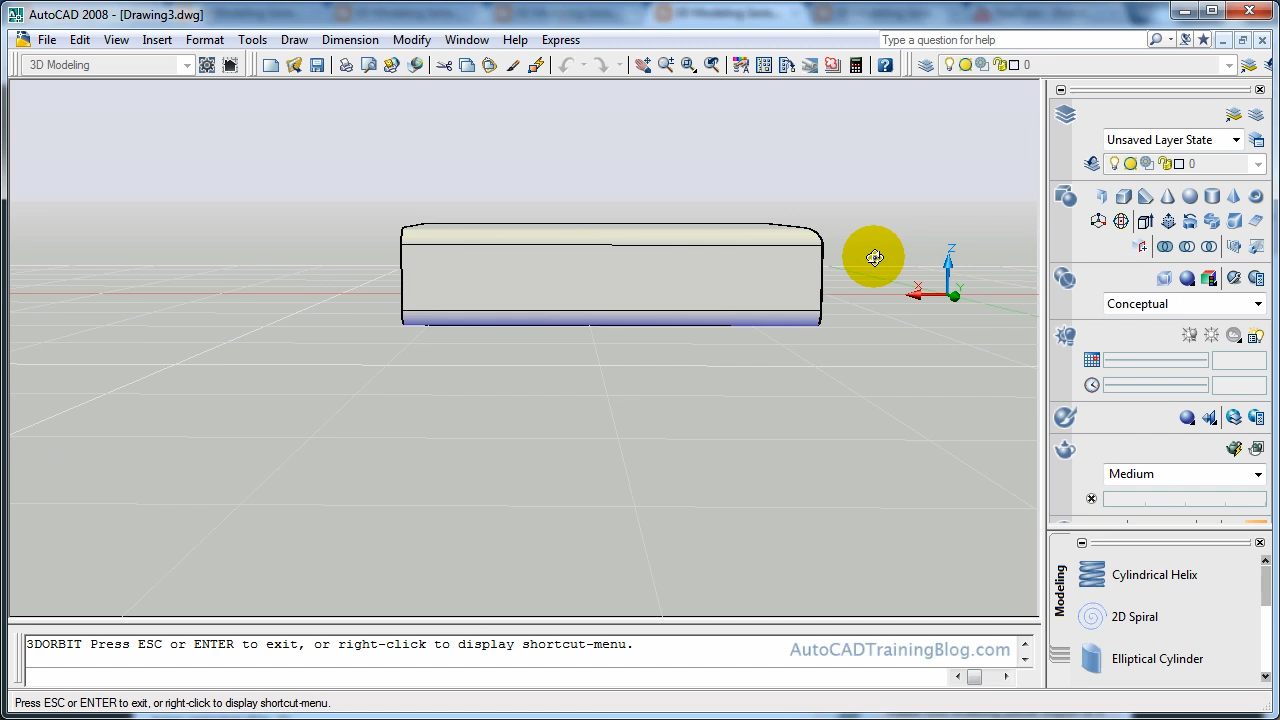 AutoCAD 2008 - [Drawing3.dwg]
File Edit View Insert Format Tools Draw Dimension Modify Window Help Express
Type a question for help
3D Modeling
0
Unsaved Layer State
0
Z
X
Y
Conceptual
Medium
Modeling
Cylindrical Helix
2D Spiral
Elliptical Cylinder
3DORBIT Press ESC or ENTER to exit, or right-click to display shortcut-menu.
AutoCADTrainingBlog.com
Press ESC or ENTER to exit, or right-click to display shortcut-menu.